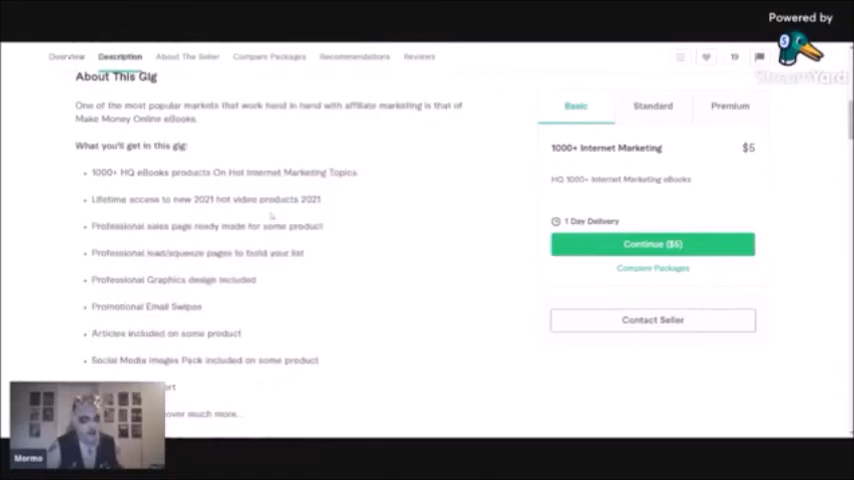 Powered by
StreamYard
Overview Description About The Seller Compare Packages Recommendations Reviews
19
About This Gig
One of the most popular markets that work hand in hand with affiliate marketing is that of
Make Money Online eBooks.
What you'll get in this gig:
1000+ HQ eBooks products On Hot Internet Marketing Topics
Lifetime access to new 2021 hot video products 2021
Professional sales page ready made for some product
Professional lead/squeeze pages to build your list
Professional Graphics design Included
Promotional Email Swipes
Articles included on some product
Social Media Images Pack included on some product
over much more...
Basic Standard Premium
1000+ Internet Marketing $5
HQ 1000+ Internet Marketing eBooks
1 Day Delivery
Continue ($5)
Compare Packages
Contact Seller
Mormo